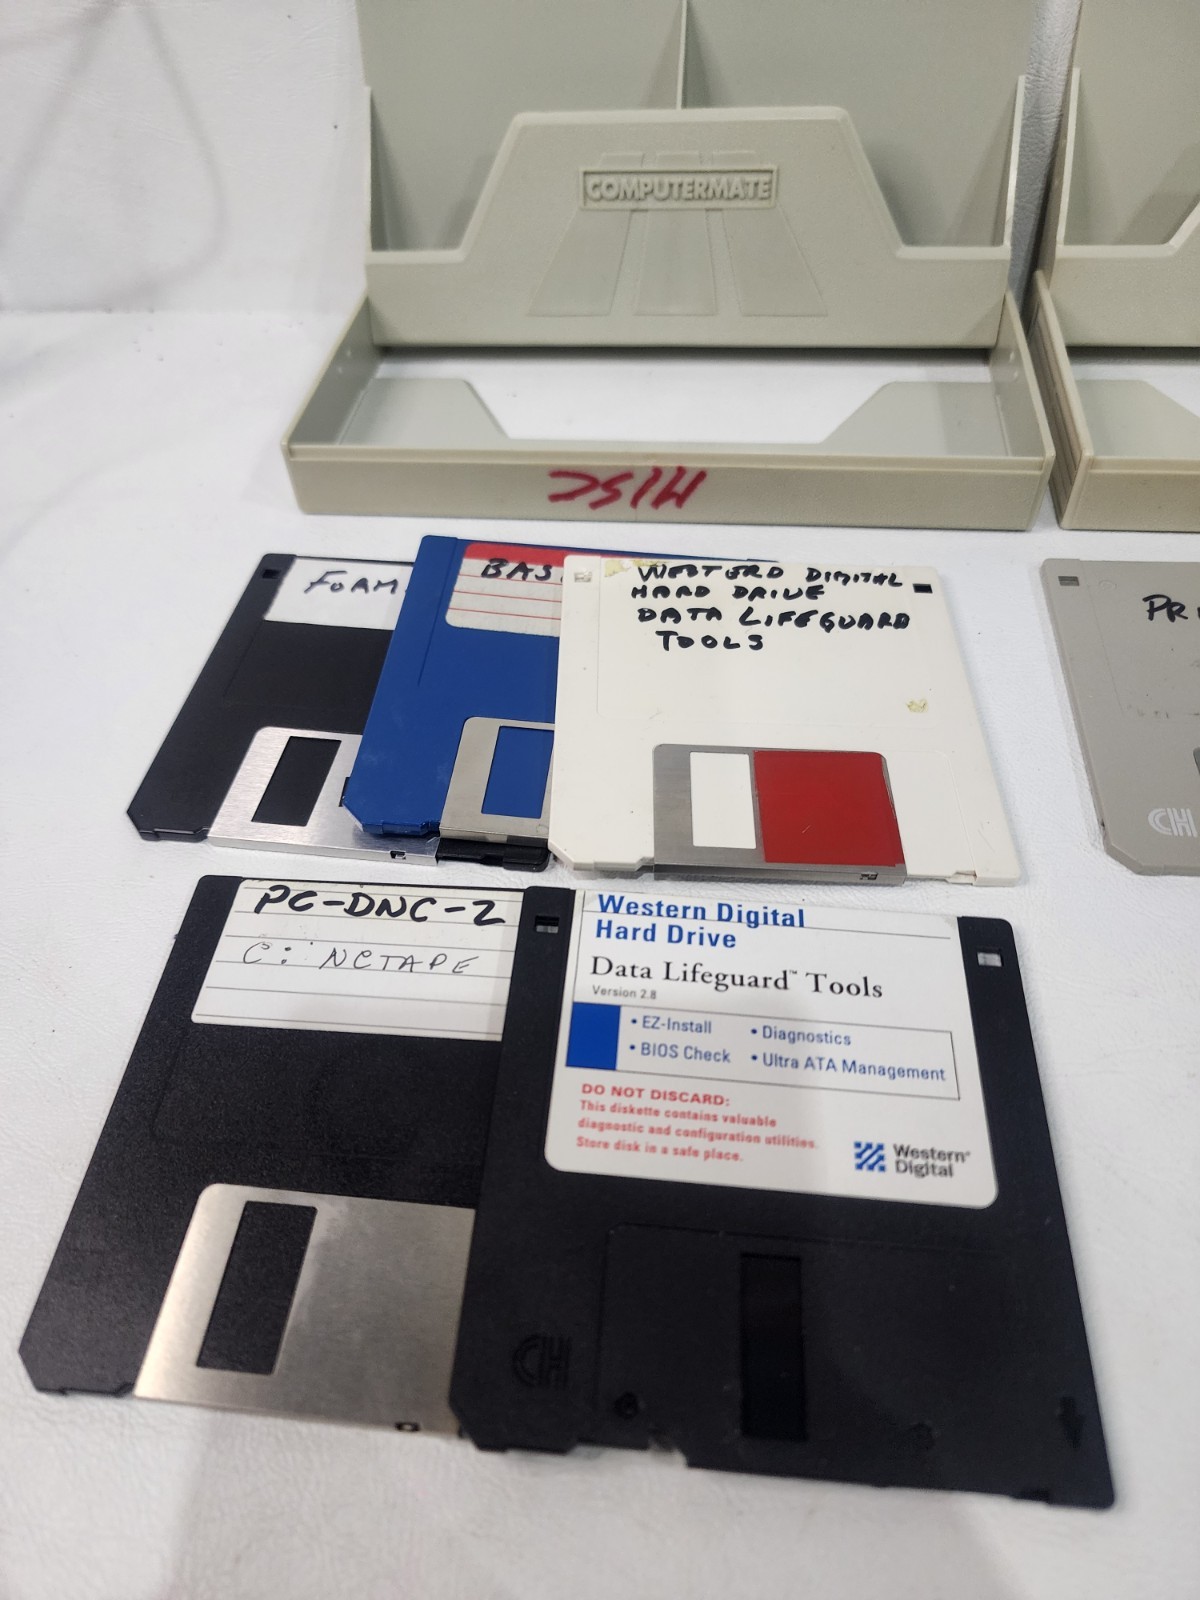 COMPUTERMATE
MISC
FOAM
BAS
WESTERD DIGITAL
HARD DRIVE
DATA LIFEGUARD
TOOLS
PR
CH
PC-DNC-2
C: NCTAPE
Western Digital
Hard Drive
Data Lifeguard™ Tools
Version 2.8
• EZ-Install
• Diagnostics
• BIOS Check
• Ultra ATA Management
DO NOT DISCARD:
This diskette contains valuable
diagnostic and configuration utilities.
Store disk in a safe place.
Western®
Digital
CH